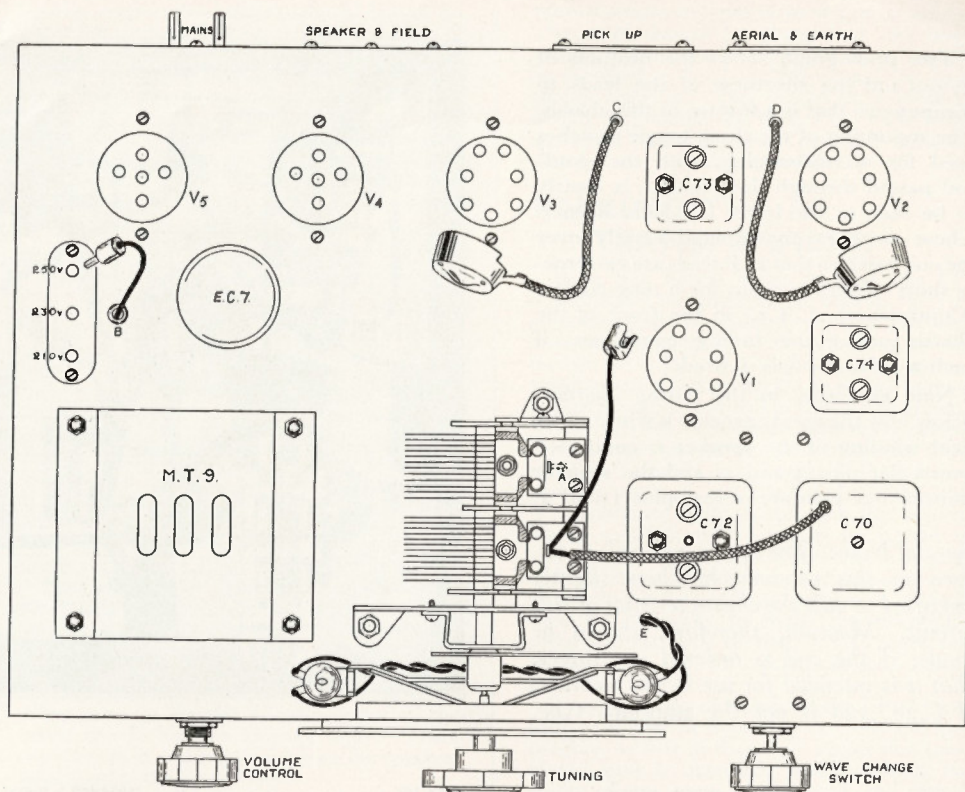 MAINS
SPEAKER & FIELD
PICK UP
AERIAL & EARTH
C
D
C73
V5
V4
V3
V2
250v
230v
210v
B
E.C.7.
V1
C74
M.T.9.
A
C72
C70
E
VOLUME
CONTROL
TUNING
WAVE CHANGE
SWITCH